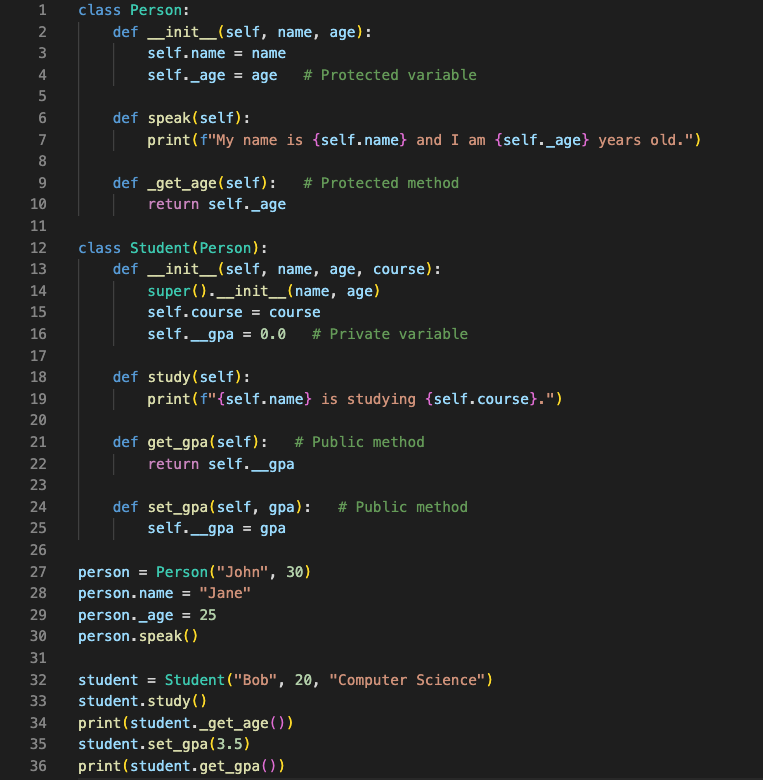 1 class Person:
2     def __init__(self, name, age):
3         self.name = name
4         self._age = age   # Protected variable
5
6     def speak(self):
7         print(f"My name is {self.name} and I am {self._age} years old.")
8
9     def _get_age(self):   # Protected method
10         return self._age
11
12 class Student(Person):
13     def __init__(self, name, age, course):
14         super().__init__(name, age)
15         self.course = course
16         self.__gpa = 0.0   # Private variable
17
18     def study(self):
19         print(f"{self.name} is studying {self.course}.")
20
21     def get_gpa(self):   # Public method
22         return self.__gpa
23
24     def set_gpa(self, gpa):   # Public method
25         self.__gpa = gpa
26
27 person = Person("John", 30)
28 person.name = "Jane"
29 person._age = 25
30 person.speak()
31
32 student = Student("Bob", 20, "Computer Science")
33 student.study()
34 print(student._get_age())
35 student.set_gpa(3.5)
36 print(student.get_gpa())